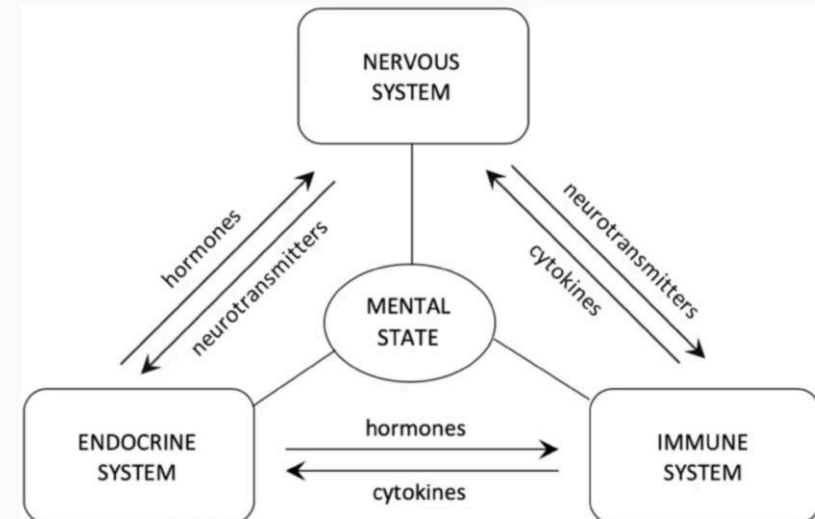 NERVOUS
SYSTEM
hormones
neurotransmitters
neurotransmitters
cytokines
MENTAL
STATE
ENDOCRINE
SYSTEM
hormones
cytokines
IMMUNE
SYSTEM